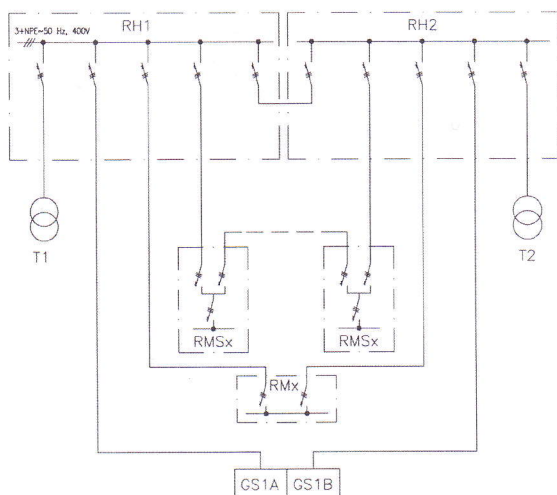 RH1
RH2
3+NPE~50 Hz, 400V
T1
T2
RMSx
RMSx
RMx
GS1A
GS1B